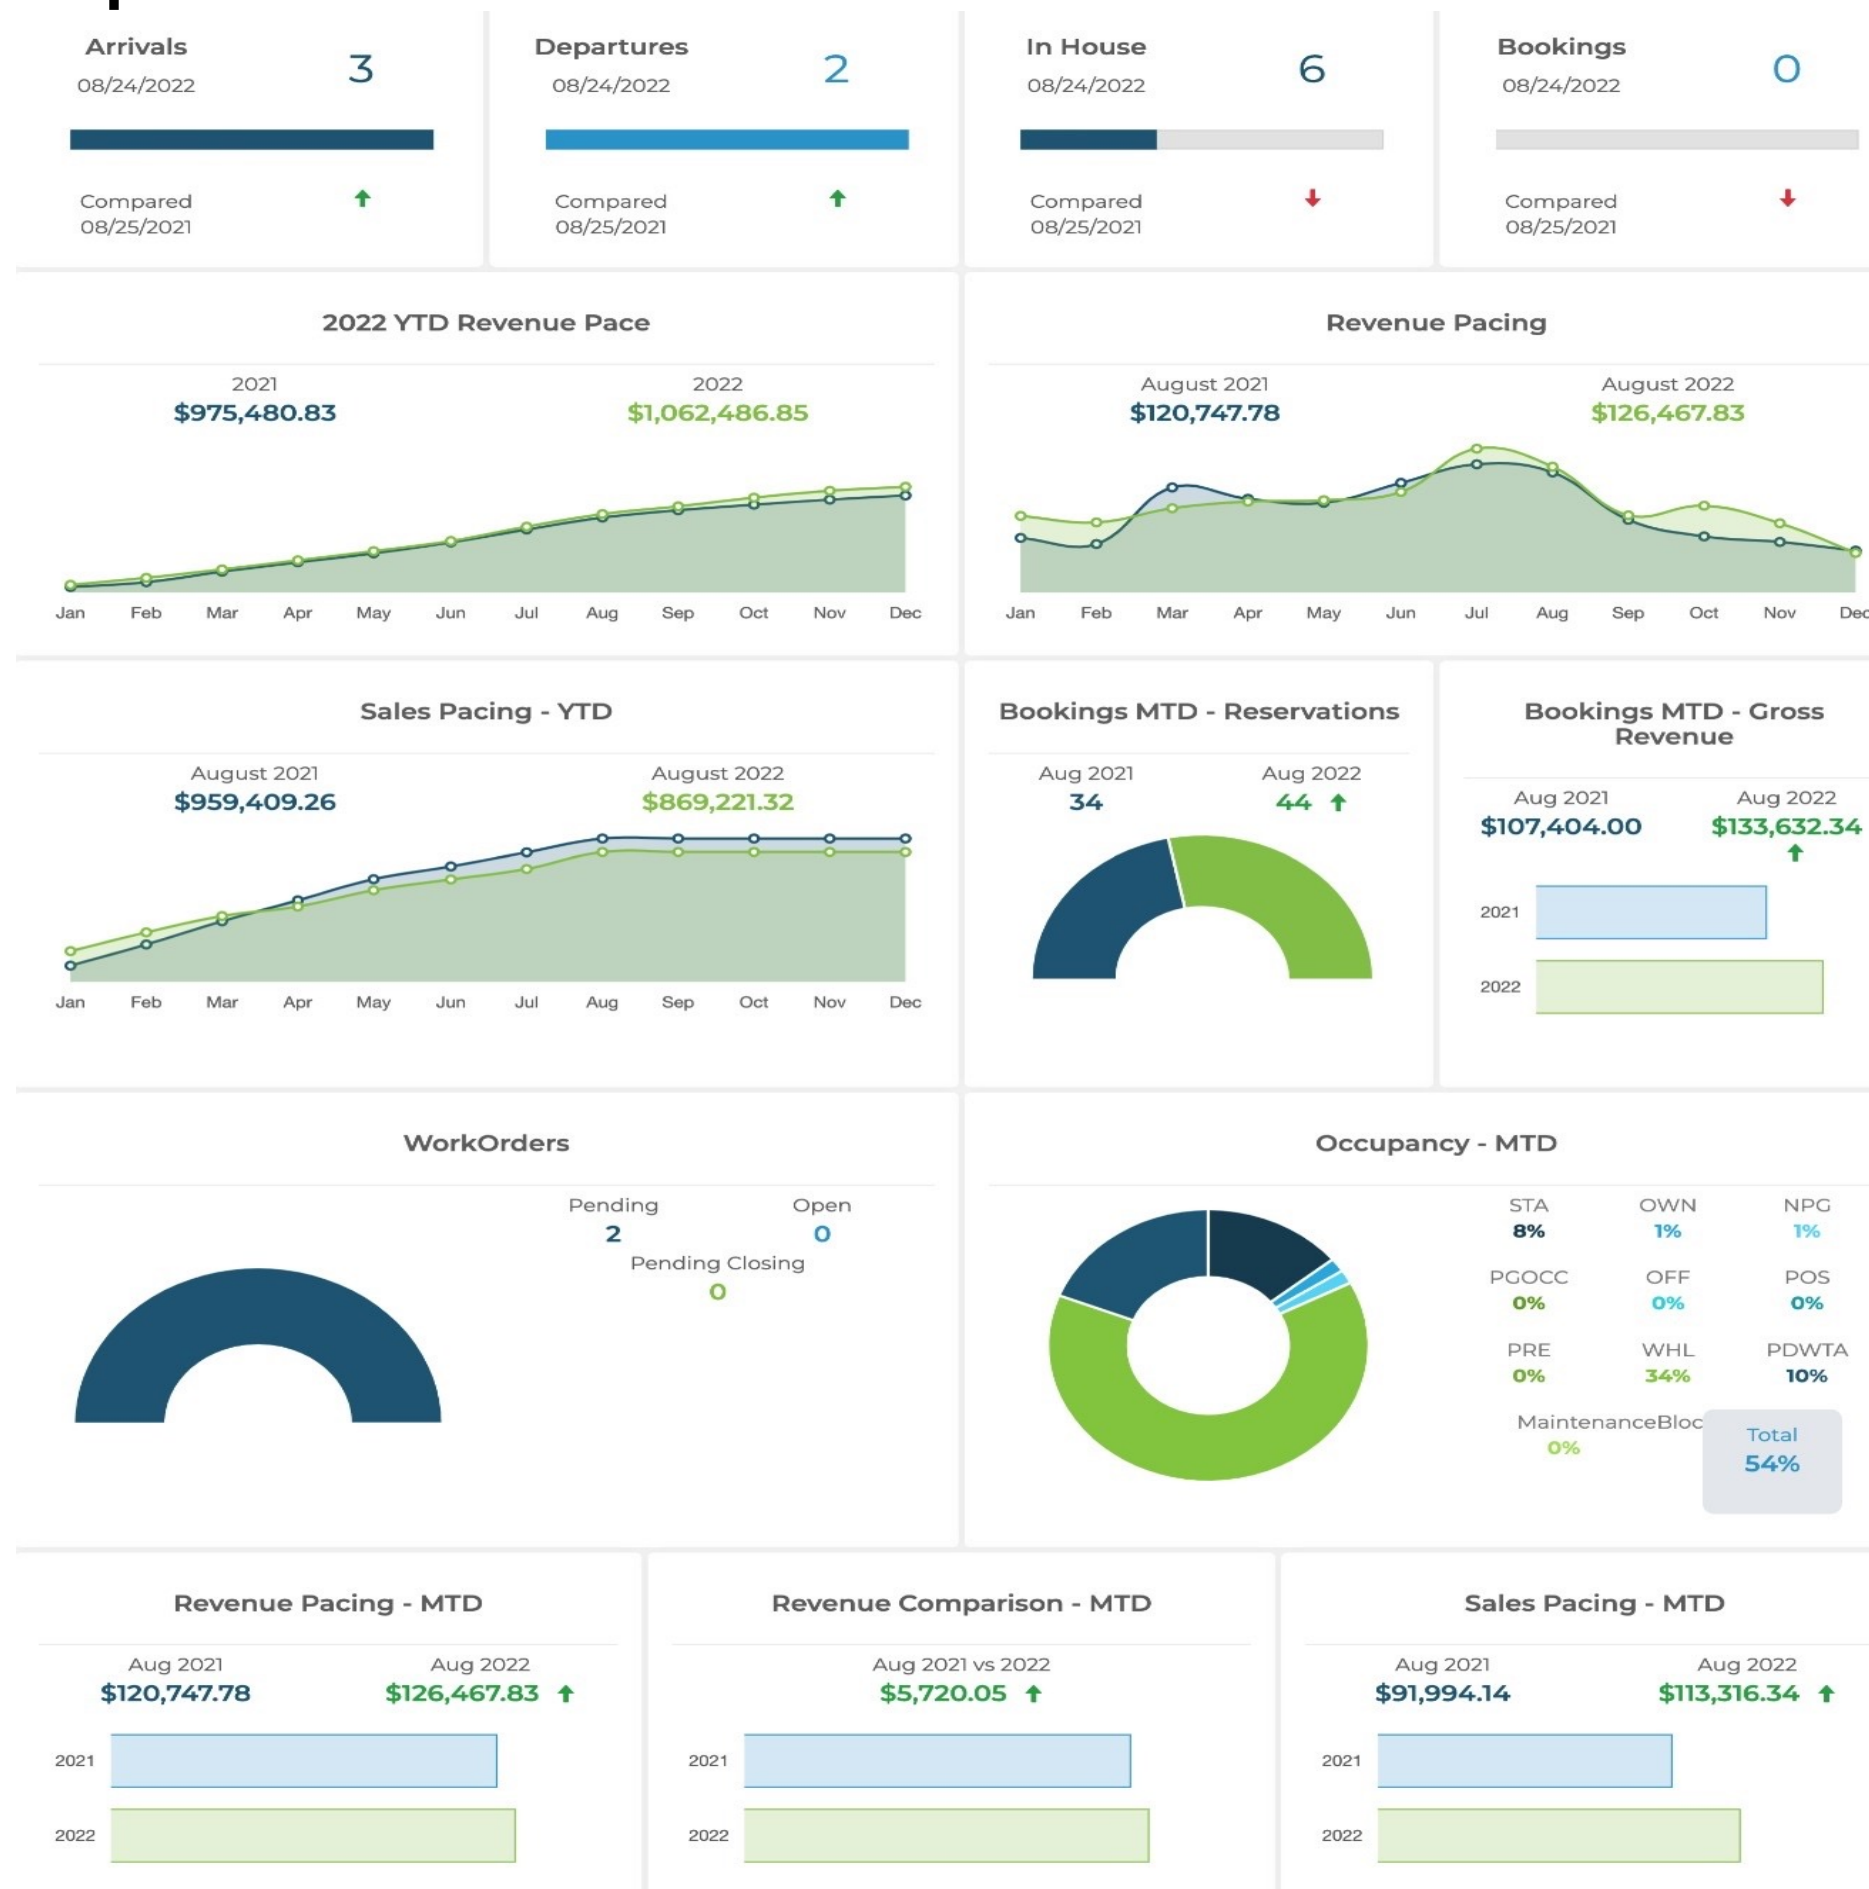 Arrivals
3
08/24/2022
Compared
08/25/2021
Departures
2
08/24/2022
Compared
08/25/2021
In House
6
08/24/2022
Compared
08/25/2021
Bookings
0
08/24/2022
Compared
08/25/2021
2022 YTD Revenue Pace
2021 2022
$975,480.83 $1,062,486.85
Jan Feb Mar Apr May Jun Jul Aug Sep Oct Nov Dec
Revenue Pacing
August 2021 August 2022
$120,747.78 $126,467.83
Jan Feb Mar Apr May Jun Jul Aug Sep Oct Nov Dec
Sales Pacing - YTD
August 2021 August 2022
$959,409.26 $869,221.32
Jan Feb Mar Apr May Jun Jul Aug Sep Oct Nov Dec
Bookings MTD - Reservations
Aug 2021 Aug 2022
34 44
Bookings MTD - Gross
Revenue
Aug 2021 Aug 2022
$107,404.00 $133,632.34
2021
2022
WorkOrders
Pending Open
2 0
Pending Closing
0
Occupancy - MTD
STA OWN NPG
8% 1% 1%
PGOCC OFF POS
0% 0% 0%
PRE WHL PDWTA
0% 34% 10%
MaintenanceBloc
0%
Total
54%
Revenue Pacing - MTD
Aug 2021 Aug 2022
$120,747.78 $126,467.83
2021
2022
Revenue Comparison - MTD
Aug 2021 vs 2022
$5,720.05
2021
2022
Sales Pacing - MTD
Aug 2021 Aug 2022
$91,994.14 $113,316.34
2021
2022